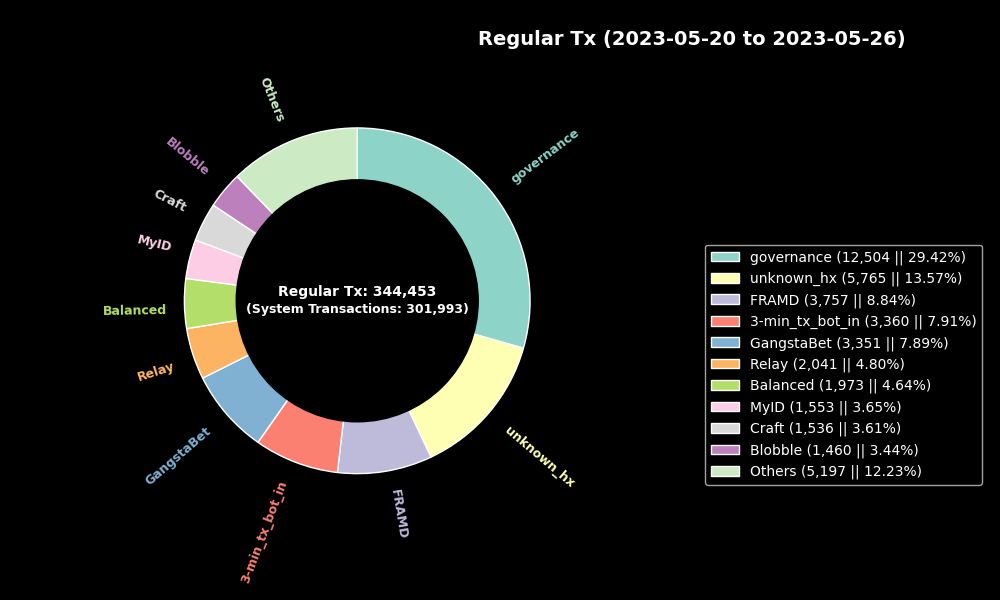 Regular Tx (2023-05-20 to 2023-05-26)
Others
governance
Blobble
Craft
MyID
Balanced
Relay
GangstaBet
3-min_tx_bot_in
FRAMD
unknown_hx
Regular Tx: 344,453
(System Transactions: 301,993)
governance (12,504 || 29.42%)
unknown_hx (5,765 || 13.57%)
FRAMD (3,757 || 8.84%)
3-min_tx_bot_in (3,360 || 7.91%)
GangstaBet (3,351 || 7.89%)
Relay (2,041 || 4.80%)
Balanced (1,973 || 4.64%)
MyID (1,553 || 3.65%)
Craft (1,536 || 3.61%)
Blobble (1,460 || 3.44%)
Others (5,197 || 12.23%)